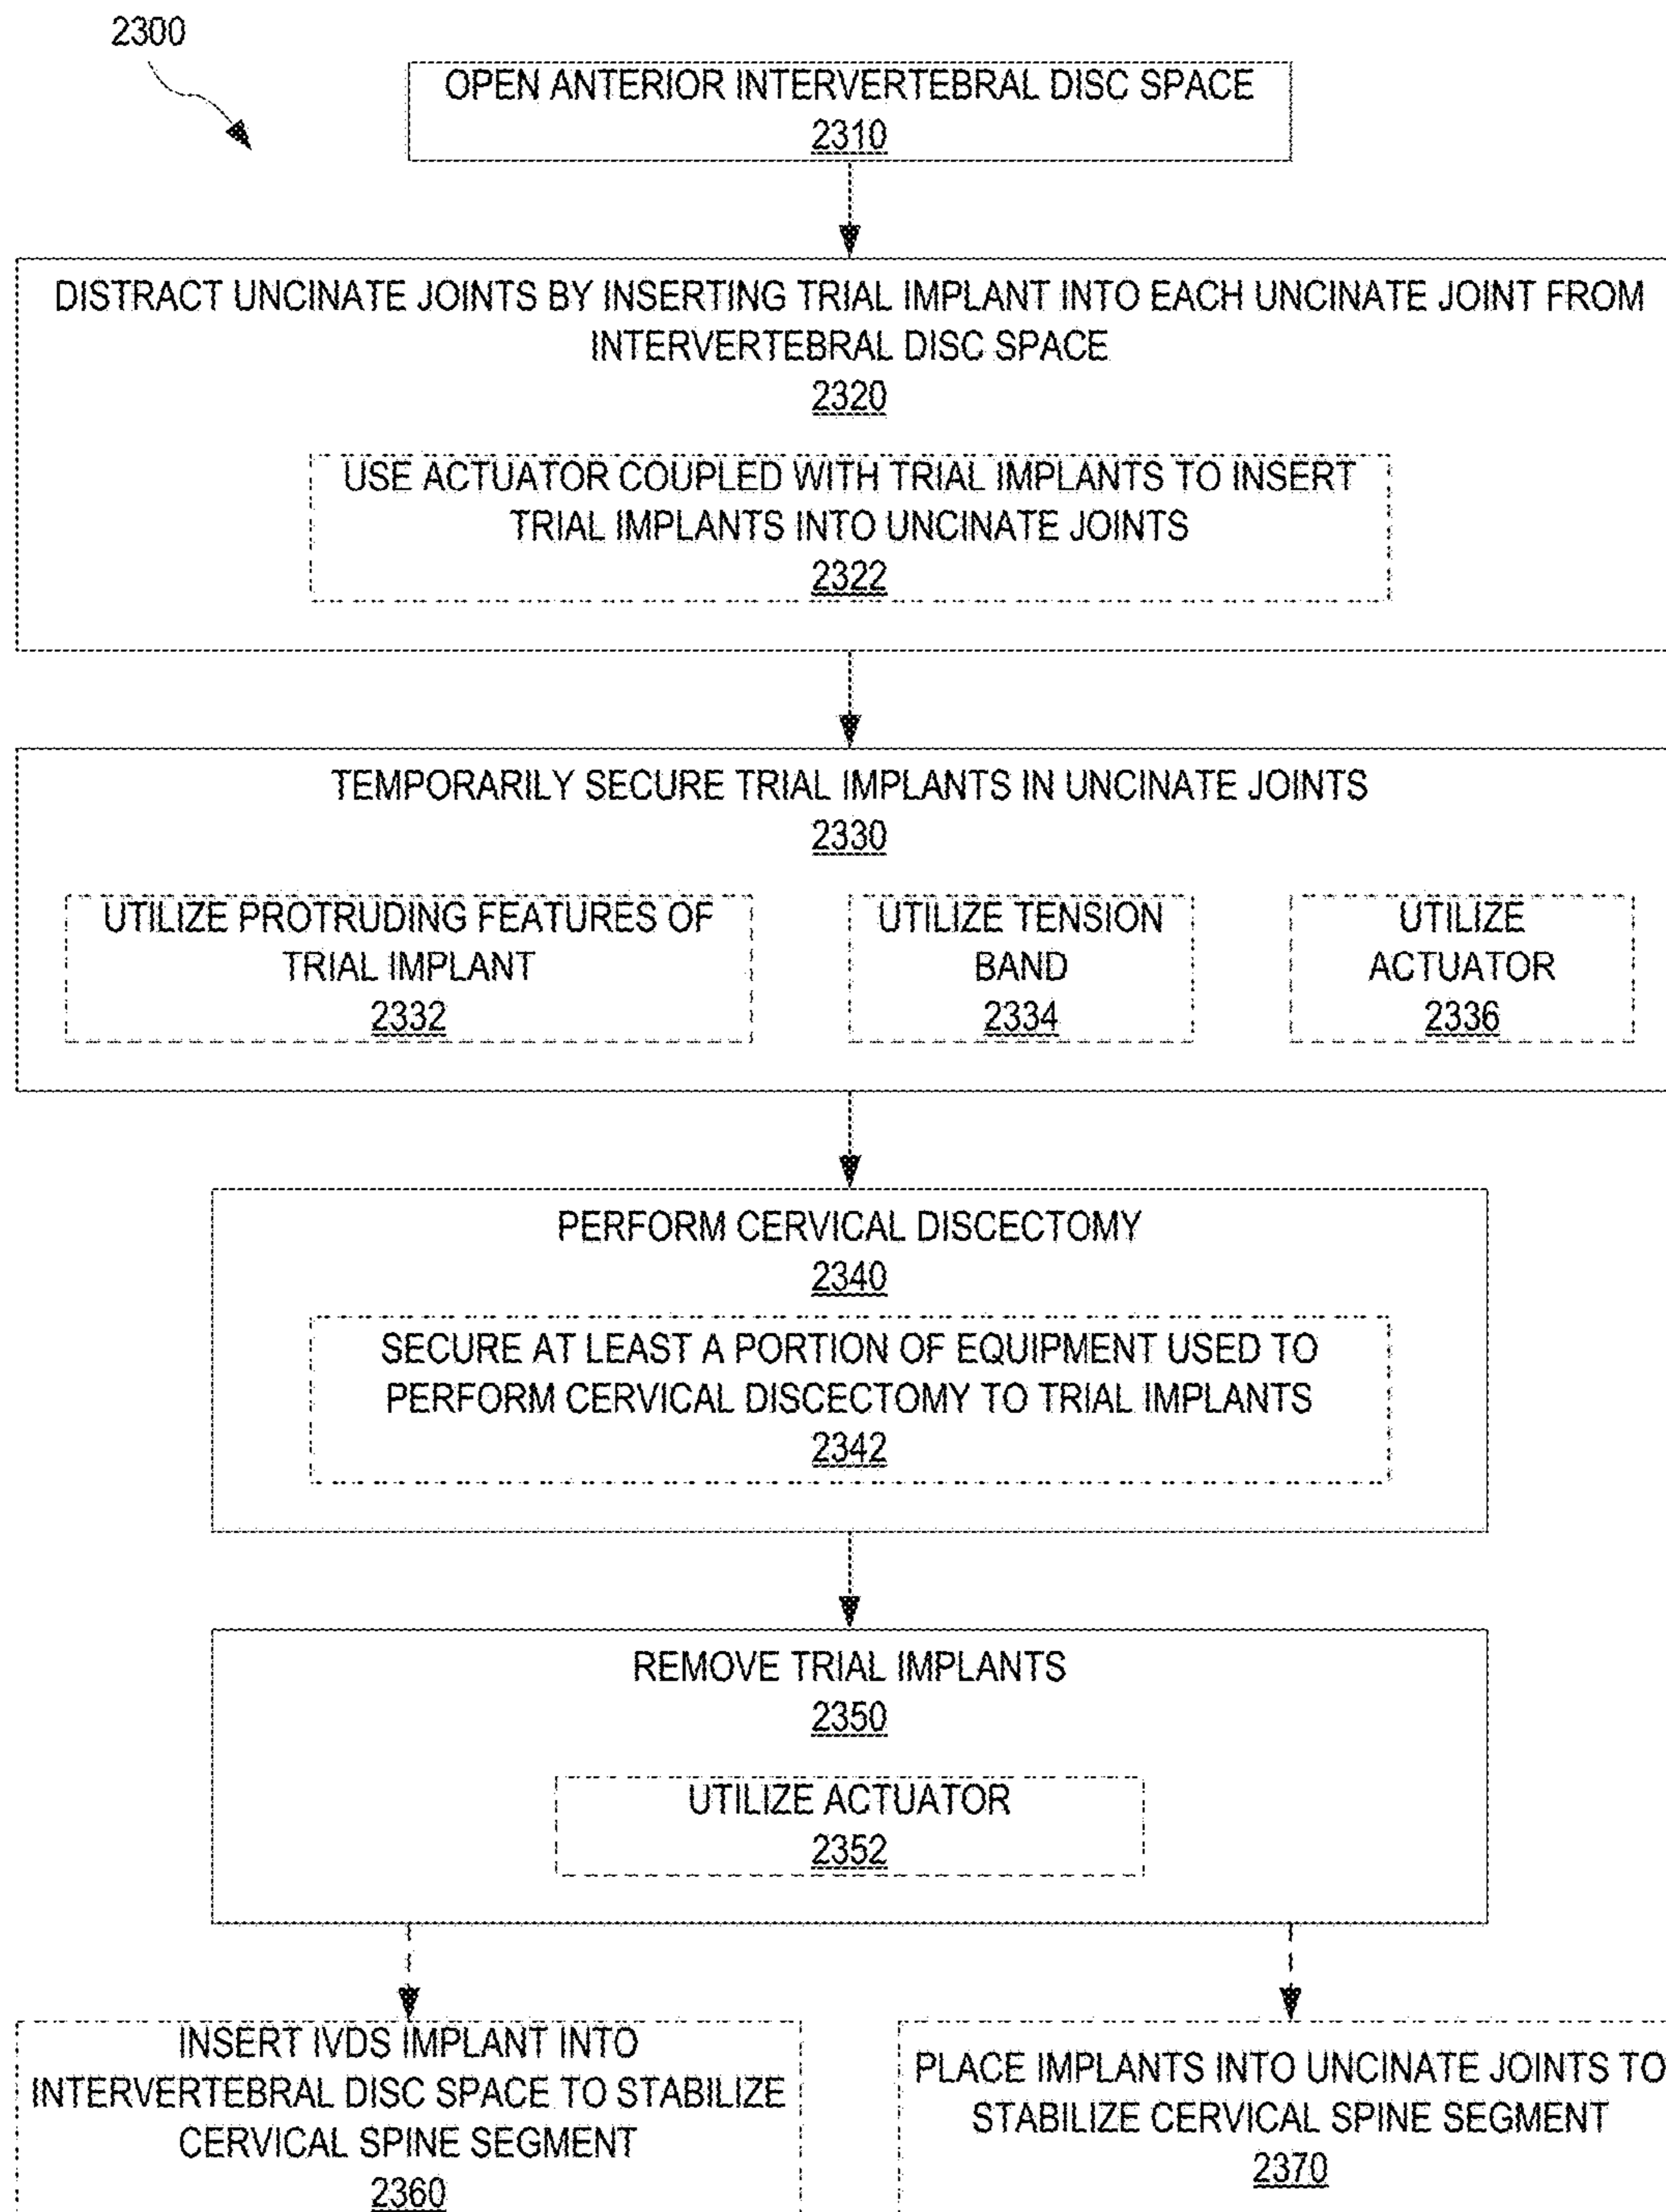 2300
OPEN ANTERIOR INTERVERTEBRAL DISC SPACE
2310
DISTRACT UNCINATE JOINTS BY INSERTING TRIAL IMPLANT INTO EACH UNCINATE JOINT FROM
INTERVERTEBRAL DISC SPACE
2320
USE ACTUATOR COUPLED WITH TRIAL IMPLANTS TO INSERT
TRIAL IMPLANTS INTO UNCINATE JOINTS
2322
TEMPORARILY SECURE TRIAL IMPLANTS IN UNCINATE JOINTS
2330
UTILIZE PROTRUDING FEATURES OF
TRIAL IMPLANT
2332
UTILIZE TENSION
BAND
2334
UTILIZE
ACTUATOR
2336
PERFORM CERVICAL DISCECTOMY
2340
SECURE AT LEAST A PORTION OF EQUIPMENT USED TO
PERFORM CERVICAL DISCECTOMY TO TRIAL IMPLANTS
2342
REMOVE TRIAL IMPLANTS
2350
UTILIZE ACTUATOR
2352
INSERT IVDS IMPLANT INTO
INTERVERTEBRAL DISC SPACE TO STABILIZE
CERVICAL SPINE SEGMENT
2360
PLACE IMPLANTS INTO UNCINATE JOINTS TO
STABILIZE CERVICAL SPINE SEGMENT
2370